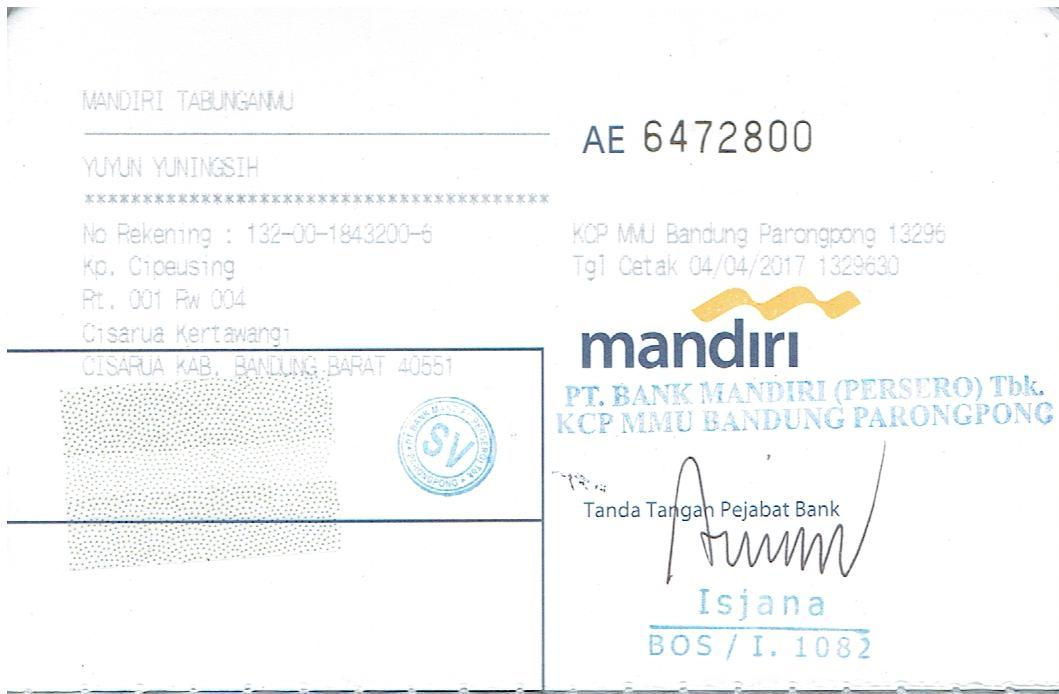 MANDIRI TABUNGANMU
YUYUN YUNINGSIH
****************************************
No Rekening : 132-00-1843200-6
Kp. Cipeusing
Rt. 001 Rw 004
Cisarua Kertawangi
CISARUA KAB. BANDUNG BARAT 40551
SV
AE 6472800
KCP MMU Bandung Parongpong 13296
Tgl Cetak 04/04/2017 1329630
mandiri
PT. BANK MANDIRI (PERSERO) Tbk.
KCP MMU BANDUNG PARONGPONG
Tanda Tangan Pejabat Bank
Isjana
BOS / I. 1082